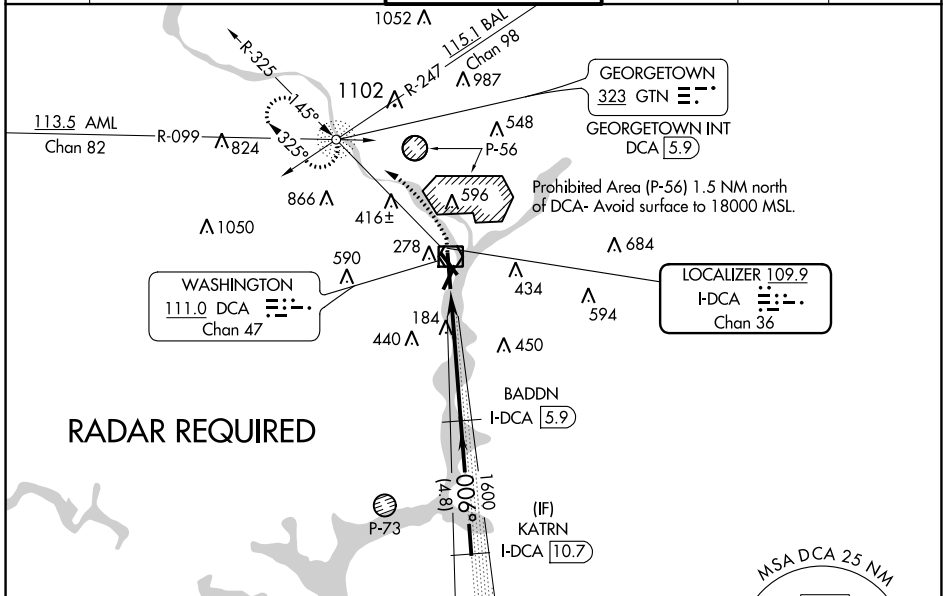 1052
115.1 BAL
Chan 98
R-247
R-325
145°
325°
1102
987
GEORGETOWN
323 GTN
GEORGETOWN INT
DCA 5.9
113.5 AML
Chan 82
R-099
824
548
P-56
866
416±
596
Prohibited Area (P-56) 1.5 NM north
of DCA- Avoid surface to 18000 MSL.
1050
278
590
684
434
594
WASHINGTON
111.0 DCA
Chan 47
LOCALIZER 109.9
I-DCA
Chan 36
184
440
450
BADDN
I-DCA 5.9
RADAR REQUIRED
1600
006°
(4.8)
(IF)
KATRN
I-DCA 10.7
P-73
MSA DCA 25 NM